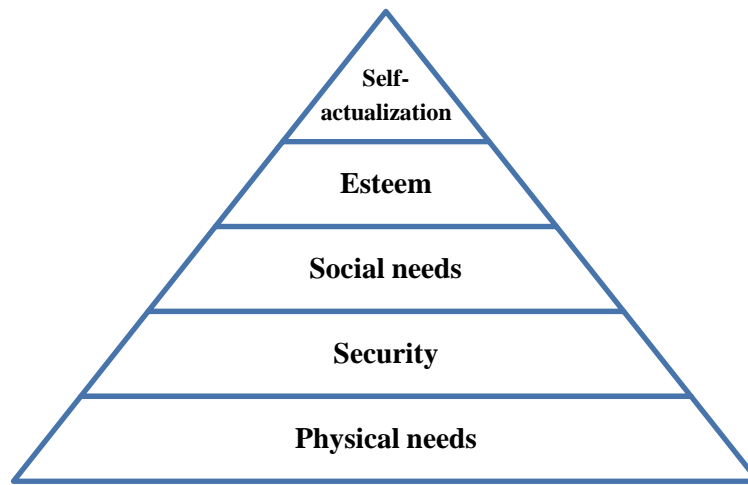 Self-
actualization
Esteem
Social needs
Security
Physical needs